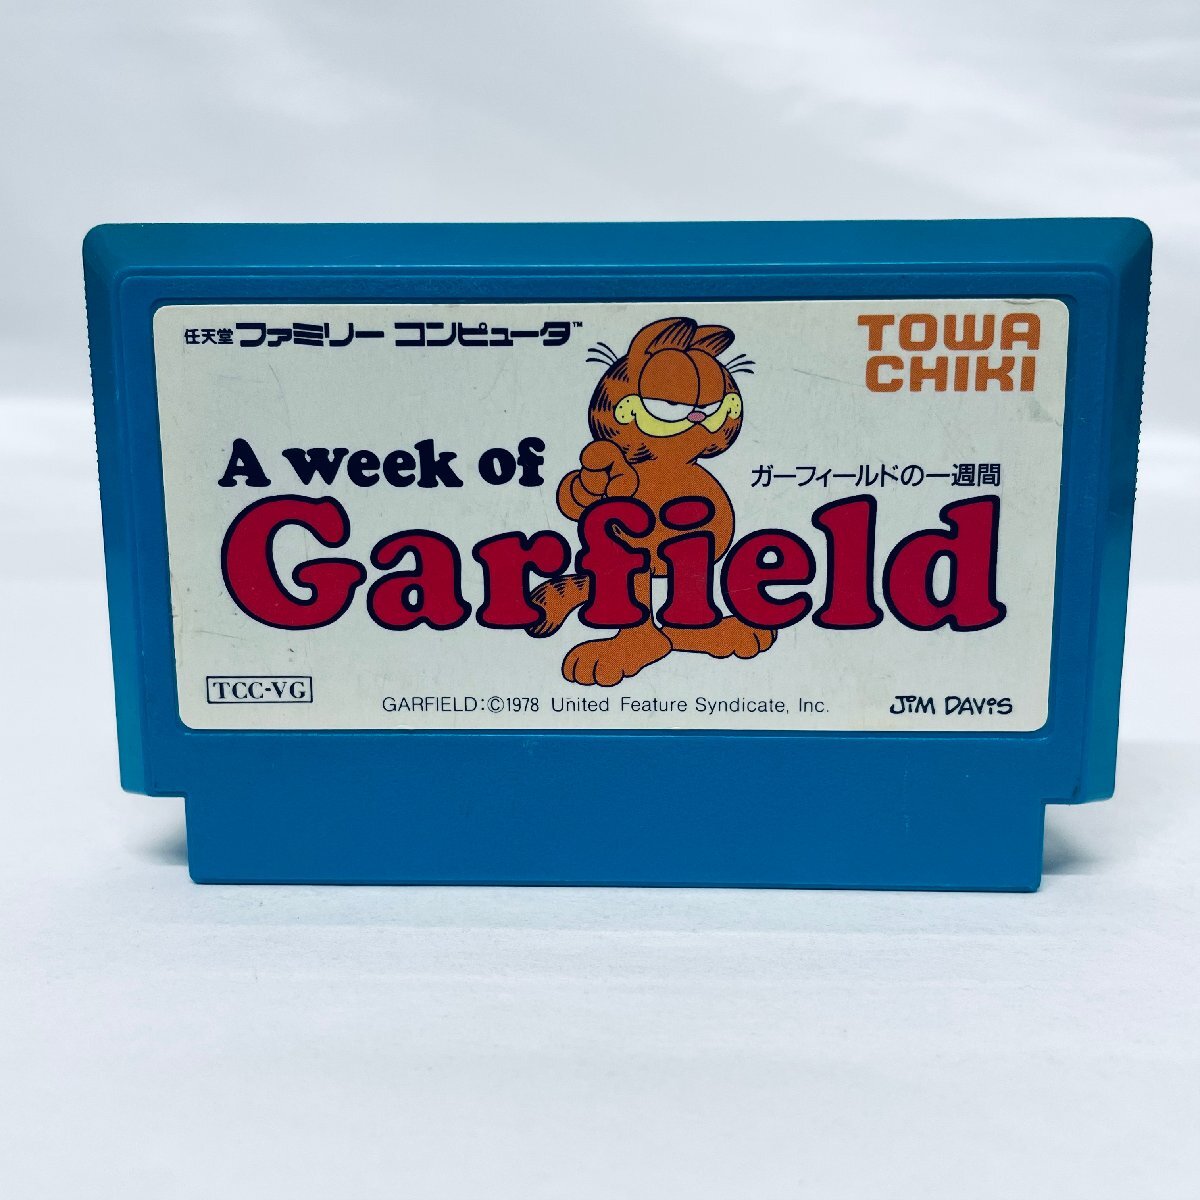 任天堂 ファミリー コンピュータ™
TOWA
CHIKI
A week of
ガーフィールドの一週間
Garfield
TCC-VG
GARFIELD:©1978 United Feature Syndicate, Inc.
JIM DAVIS